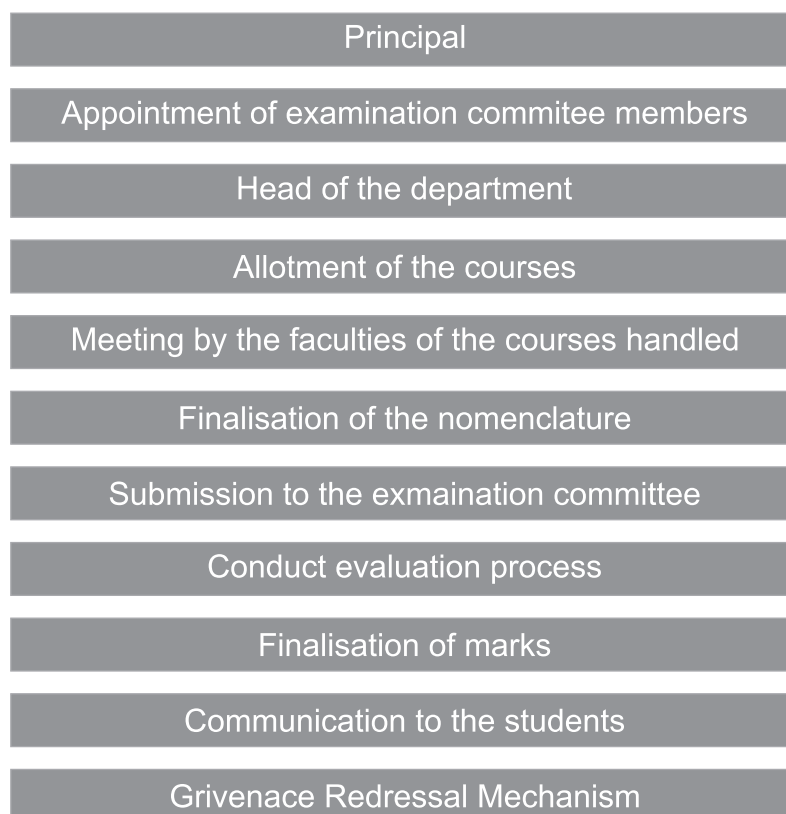 Principal
Appointment of examination commitee members
Head of the department
Allotment of the courses
Meeting by the faculties of the courses handled
Finalisation of the nomenclature
Submission to the exmaination committee
Conduct evaluation process
Finalisation of marks
Communication to the students
Grivenace Redressal Mechanism